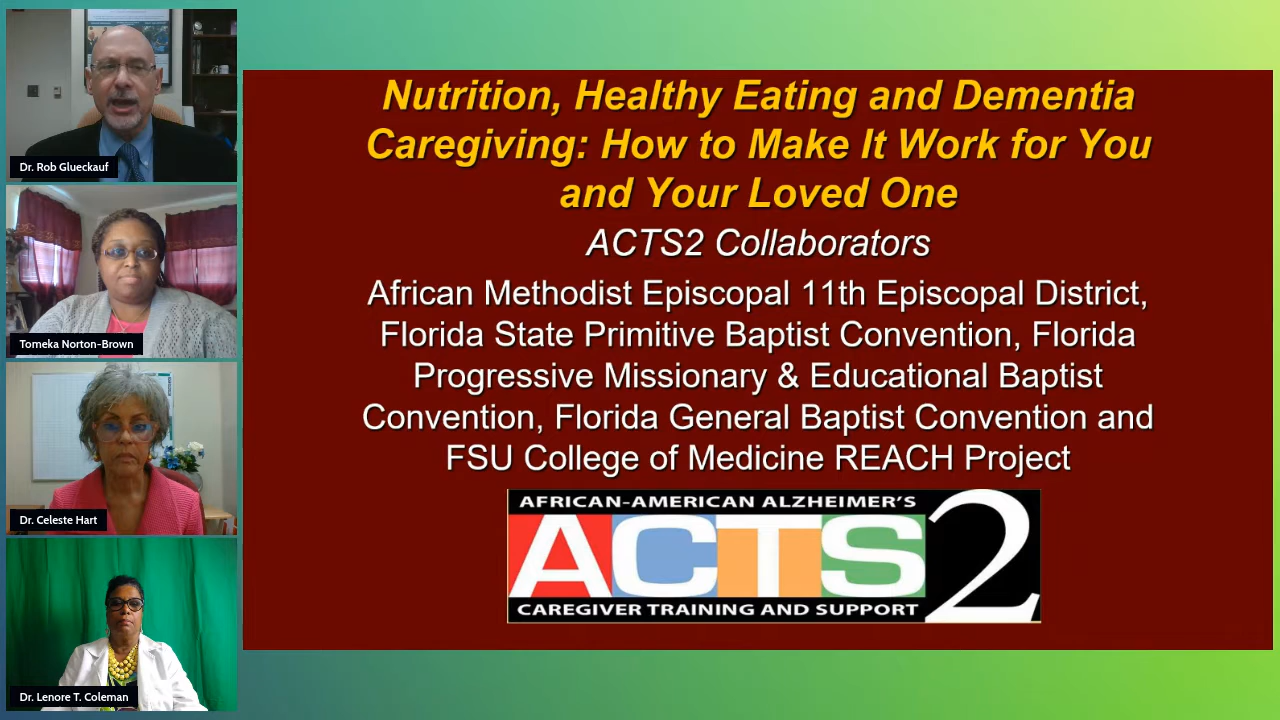 Dr. Rob Glueckauf
Tomeka Norton-Brown
Dr. Celeste Hart
Dr. Lenore T. Coleman
Nutrition, Healthy Eating and Dementia
Caregiving: How to Make It Work for You
and Your Loved One
ACTS2 Collaborators
African Methodist Episcopal 11th Episcopal District,
Florida State Primitive Baptist Convention, Florida
Progressive Missionary & Educational Baptist
Convention, Florida General Baptist Convention and
FSU College of Medicine REACH Project
AFRICAN-AMERICAN ALZHEIMER'S
ACTS2
CAREGIVER TRAINING AND SUPPORT